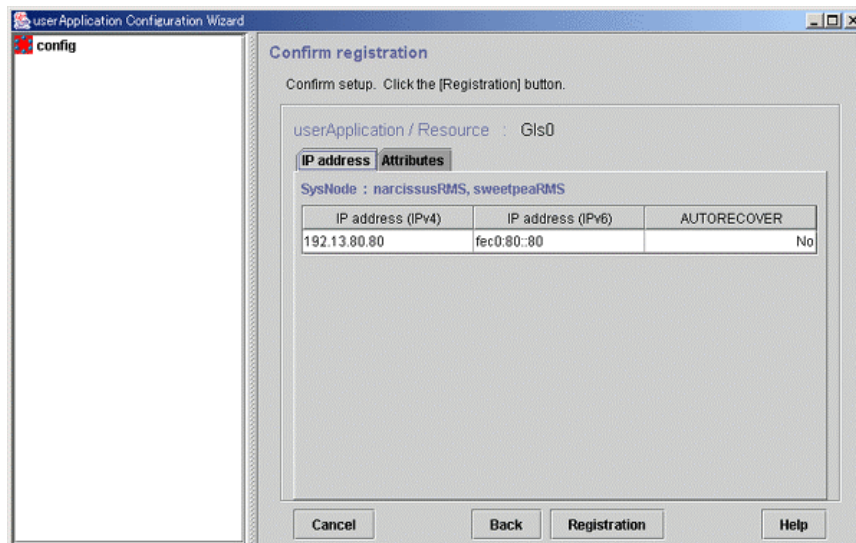 userApplication Configuration Wizard
config
Confirm registration
Confirm setup. Click the [Registration] button.
userApplication / Resource : Gls0
IP address Attributes
SysNode : narcissusRMS, sweetpeaRMS
IP address (IPv4) IP address (IPv6) AUTORECOVER
192.13.80.80 fec0:80::80 No
Cancel Back Registration Help